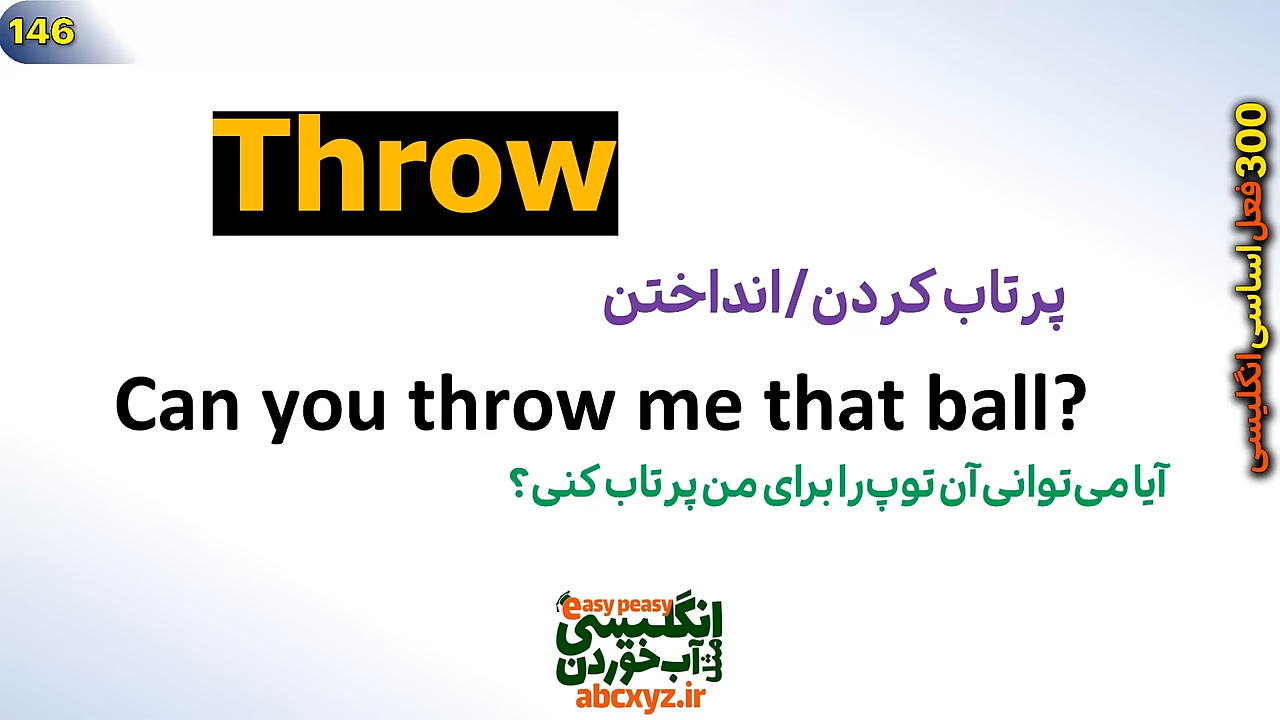 146
Throw
پرتاب کردن/انداختن
Can you throw me that ball?
آیا می‌توانی آن توپ را برای من پرتاب کنی؟
300 فعل اساسی انگلیسی
easy peasy
انگلیسی
مثل
آب خوردن
abcxyz.ir